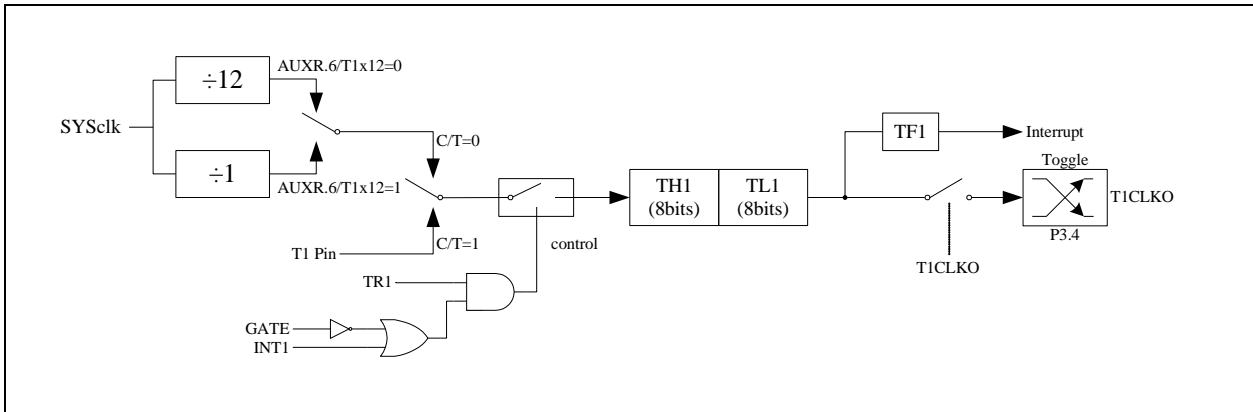 AUXR.6/T1x12=0
÷12
SYSclk
÷1
AUXR.6/T1x12=1
C/T=0
C/T=1
T1 Pin
TR1
GATE
INT1
control
TH1
(8bits)
TL1
(8bits)
TF1
Interrupt
Toggle
T1CLKO
P3.4
T1CLKO